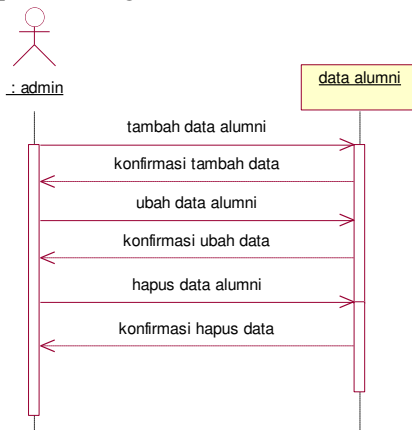 : admin
data alumni
tambah data alumni
konfirmasi tambah data
ubah data alumni
konfirmasi ubah data
hapus data alumni
konfirmasi hapus data